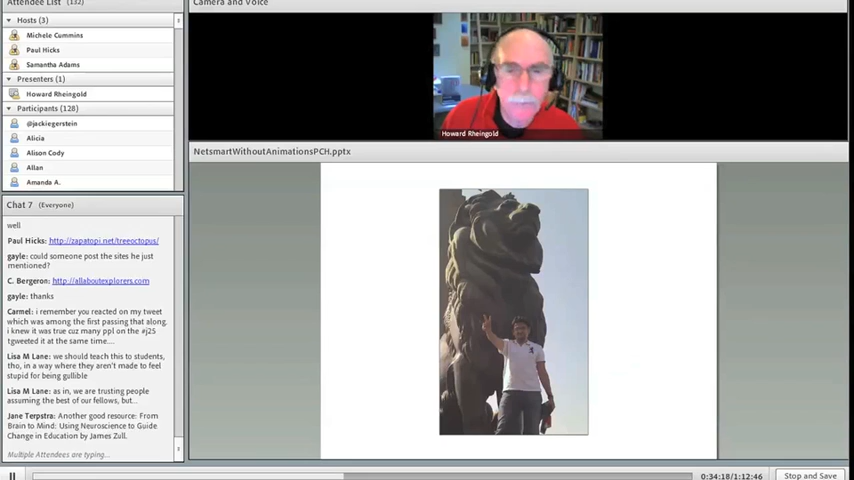 Attendee List (132)
Hosts (3)
Michele Cummins
Paul Hicks
Samantha Adams
Presenters (1)
Howard Rheingold
Participants (128)
@jackiegerstein
Alicia
Alison Cody
Allan
Amanda A.
Chat 7 (Everyone)
well
Paul Hicks: http://zapatopi.net/treeoctopus/
gayle: could someone post the sites he just
mentioned?
C. Bergeron: http://allaboutexplorers.com
gayle: thanks
Carmel: i remember you reacted on my tweet
which was among the first passing that along.
i knew it was true cuz many ppl on the #j25
tgweeted it at the same time....
Lisa M Lane: we should teach this to students,
tho, in a way where they aren't made to feel
stupid for being gullible
Lisa M Lane: as in, we are trusting people
assuming the best of our fellows, but...
Jane Terpstra: Another good resource: From
Brain to Mind: Using Neuroscience to Guide
Change in Education by James Zull.
Multiple Attendees are typing...
Camera and Voice
Howard Rheingold
NetsmartWithoutAnimationsPCH.pptx
0:34:18/1:12:46
Stop and Save